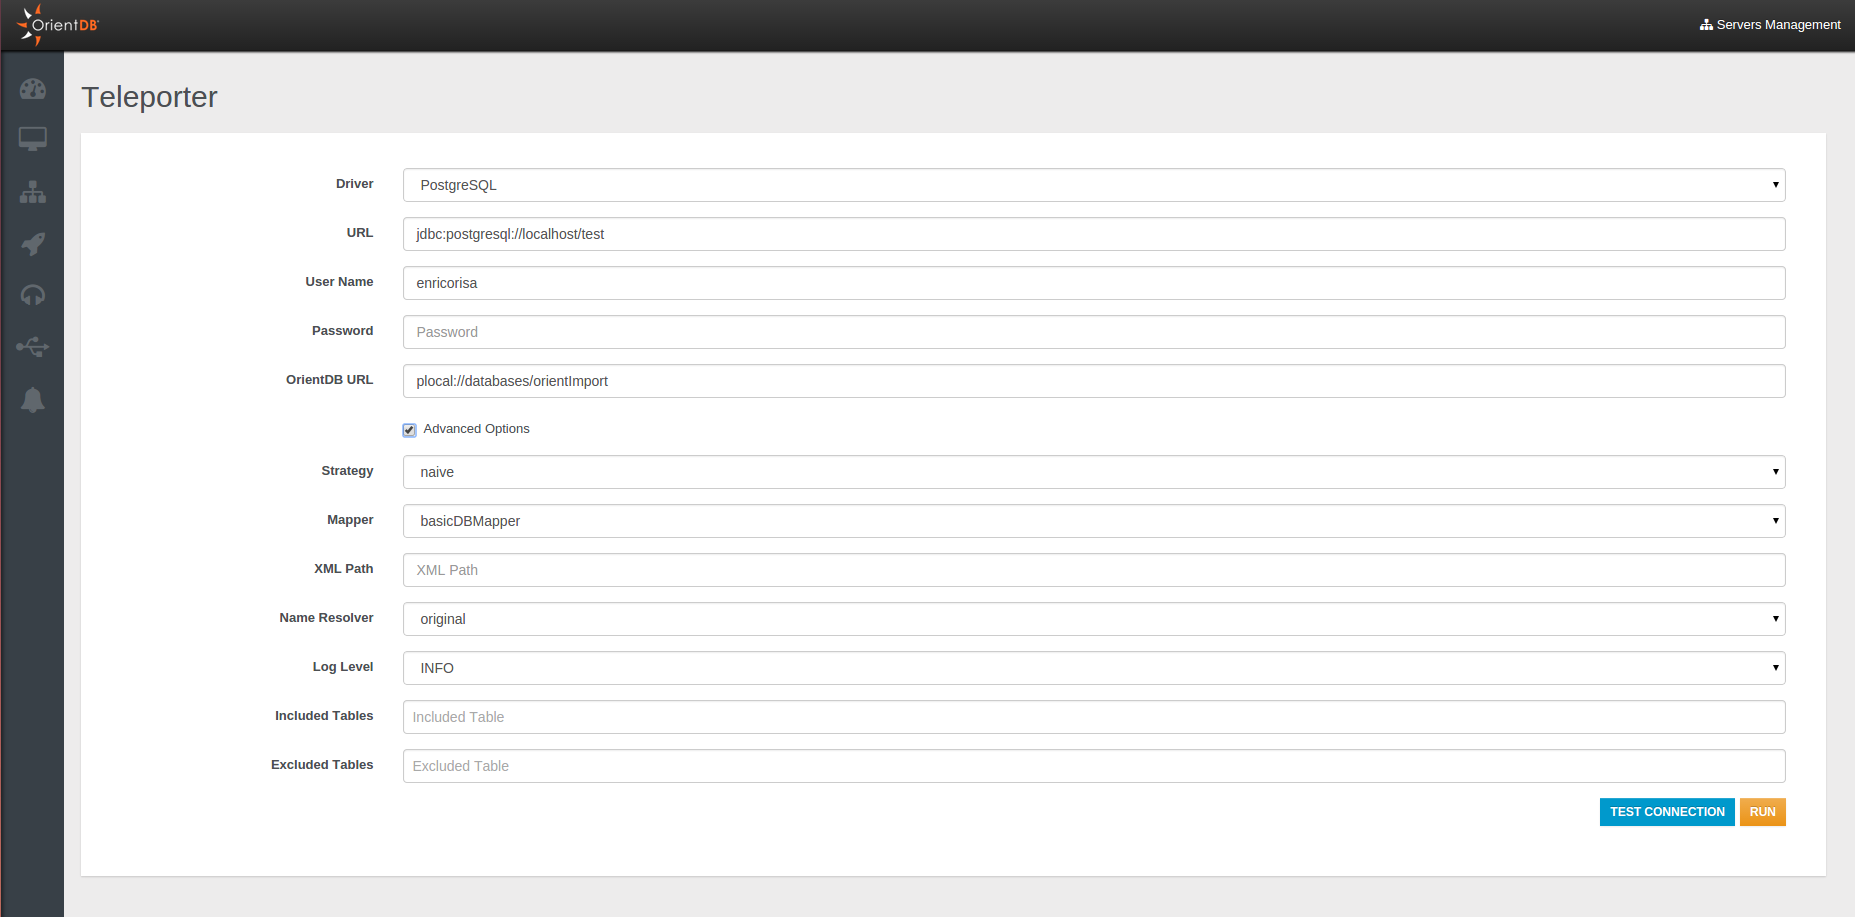 OrientDB
Servers Management
Teleporter
Driver PostgreSQL
URL jdbc:postgresql://localhost/test
User Name enricorisa
Password Password
OrientDB URL plocal://databases/orientImport
Advanced Options
Strategy naive
Mapper basicDBMapper
XML Path XML Path
Name Resolver original
Log Level INFO
Included Tables Included Table
Excluded Tables Excluded Table
TEST CONNECTION RUN